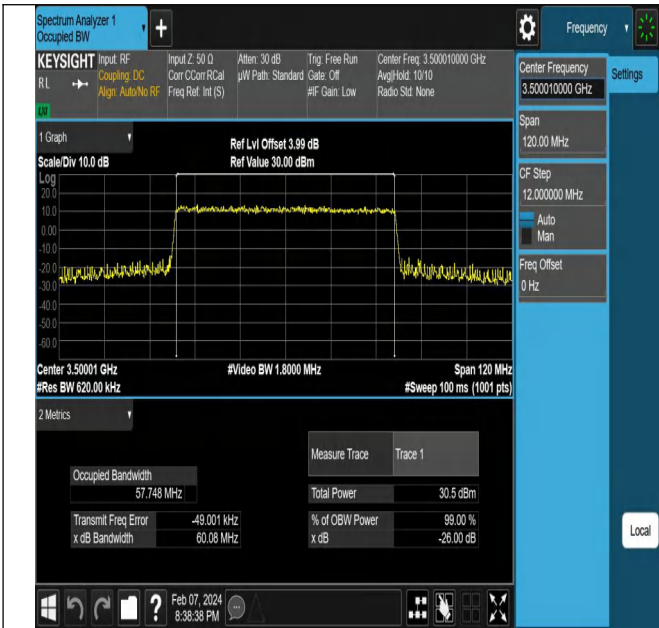 Spectrum Analyzer 1
Occupied BW
Frequency
KEYSIGHT
RL
Input: RF
Coupling: DC
Align: Auto/No RF
Input Z: 50 Ω
Corr CCorr RCal
Freq Ref: Int (S)
Atten: 30 dB
µW Path: Standard
Trig: Free Run
Gate: Off
#IF Gain: Low
Center Freq: 3.500010000 GHz
Avg|Hold: 10/10
Radio Std: None
LXI
Center Frequency
3.500010000 GHz
Settings
Span
120.00 MHz
CF Step
12.000000 MHz
Auto
Man
Freq Offset
0 Hz
Local
1 Graph
Scale/Div 10.0 dB
Ref Lvl Offset 3.99 dB
Ref Value 30.00 dBm
Log
20.0
10.0
0.00
-10.0
-20.0
-30.0
-40.0
-50.0
-60.0
Center 3.50001 GHz
#Video BW 1.8000 MHz
Span 120 MHz
#Res BW 620.00 kHz
#Sweep 100 ms (1001 pts)
2 Metrics
Measure Trace Trace 1
Occupied Bandwidth
57.748 MHz
Total Power 30.5 dBm
Transmit Freq Error -49.001 kHz
% of OBW Power 99.00 %
x dB Bandwidth 60.08 MHz
x dB -26.00 dB
Feb 07, 2024
8:38:38 PM